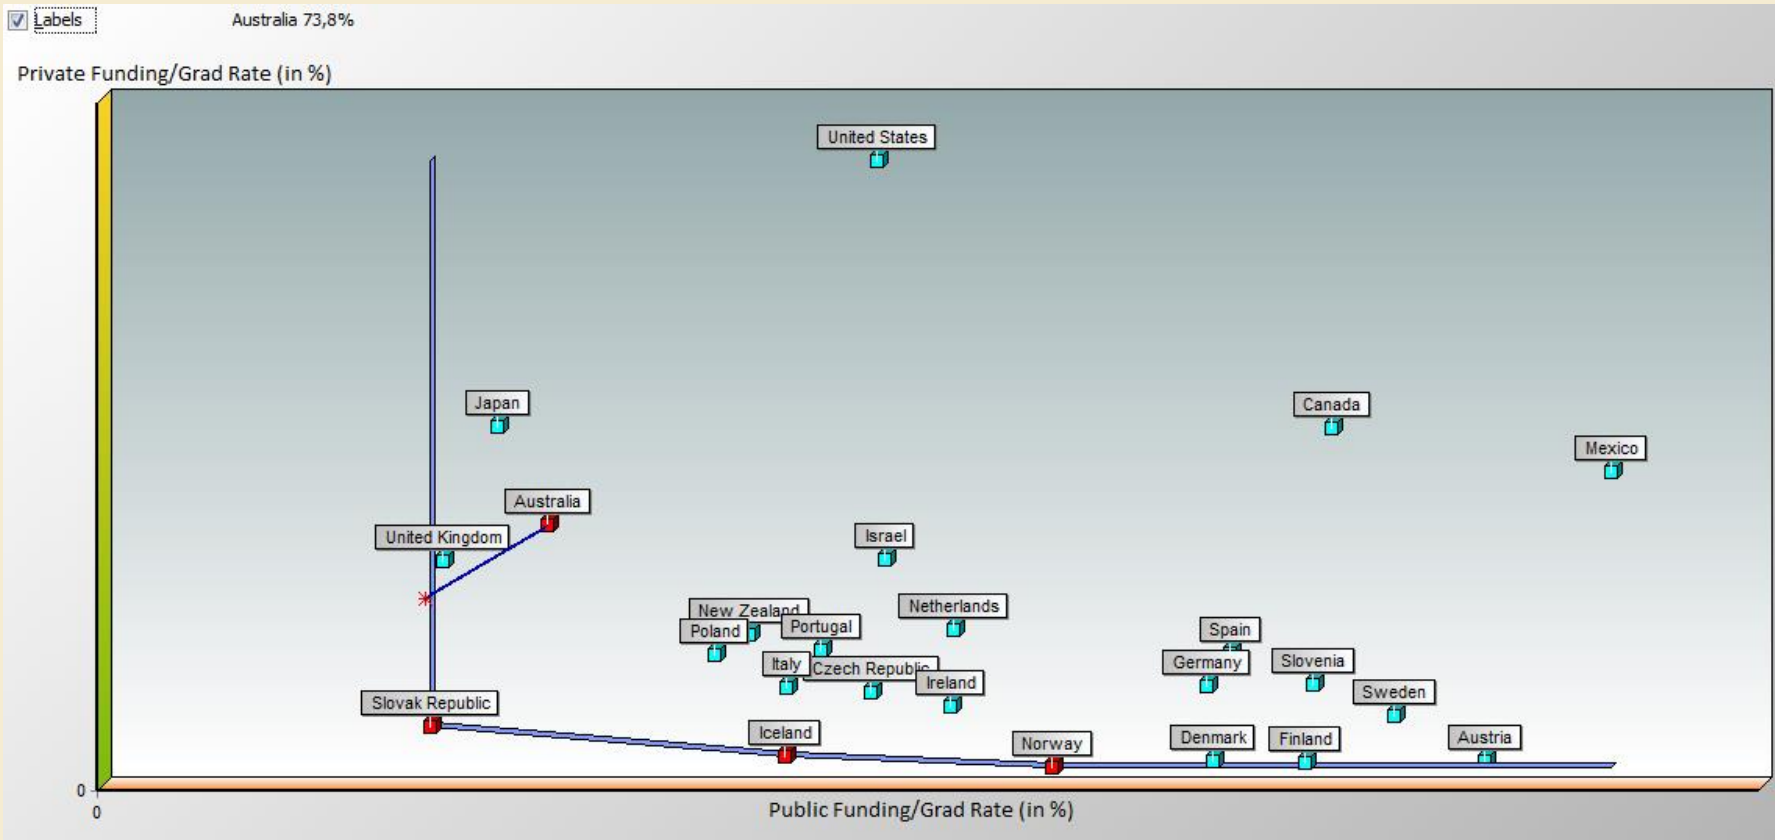 Labels
Australia 73,8%
Private Funding/Grad Rate (in %)
United States
Japan
Canada
Mexico
Australia
United Kingdom
Israel
New Zealand
Netherlands
Poland
Portugal
Spain
Italy
Czech Republic
Germany
Slovenia
Ireland
Sweden
Slovak Republic
Iceland
Norway
Denmark
Finland
Austria
0
0
Public Funding/Grad Rate (in %)